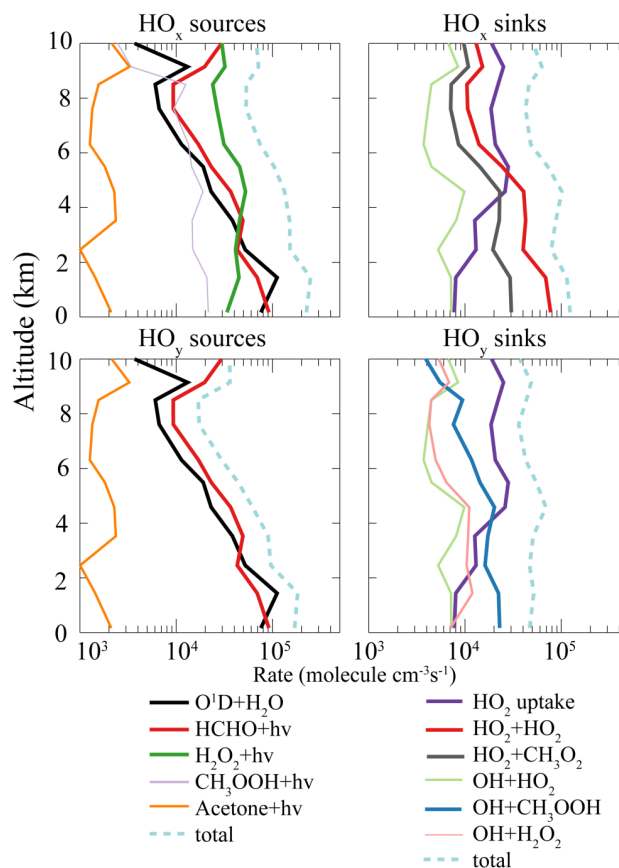 HOₓ sources
HOₓ sinks
10
8
6
4
2
0
HOᵧ sources
HOᵧ sinks
10
8
6
4
2
0
Altitude (km)
10³ 10⁴ 10⁵ 10³ 10⁴ 10⁵
Rate (molecule cm⁻³s⁻¹)
O¹D+H₂O
HCHO+hv
H₂O₂+hv
CH₃OOH+hv
Acetone+hv
total
HO₂ uptake
HO₂+HO₂
HO₂+CH₃O₂
OH+HO₂
OH+CH₃OOH
OH+H₂O₂
total